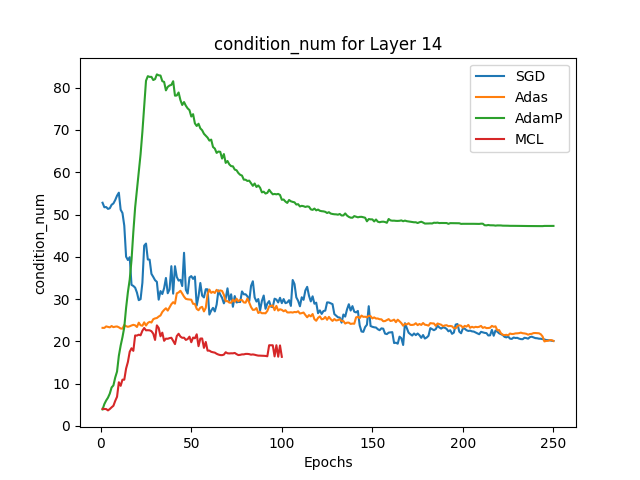 condition_num for Layer 14
SGD
Adas
AdamP
MCL
condition_num
80
70
60
50
40
30
20
10
0
0 50 100 150 200 250
Epochs